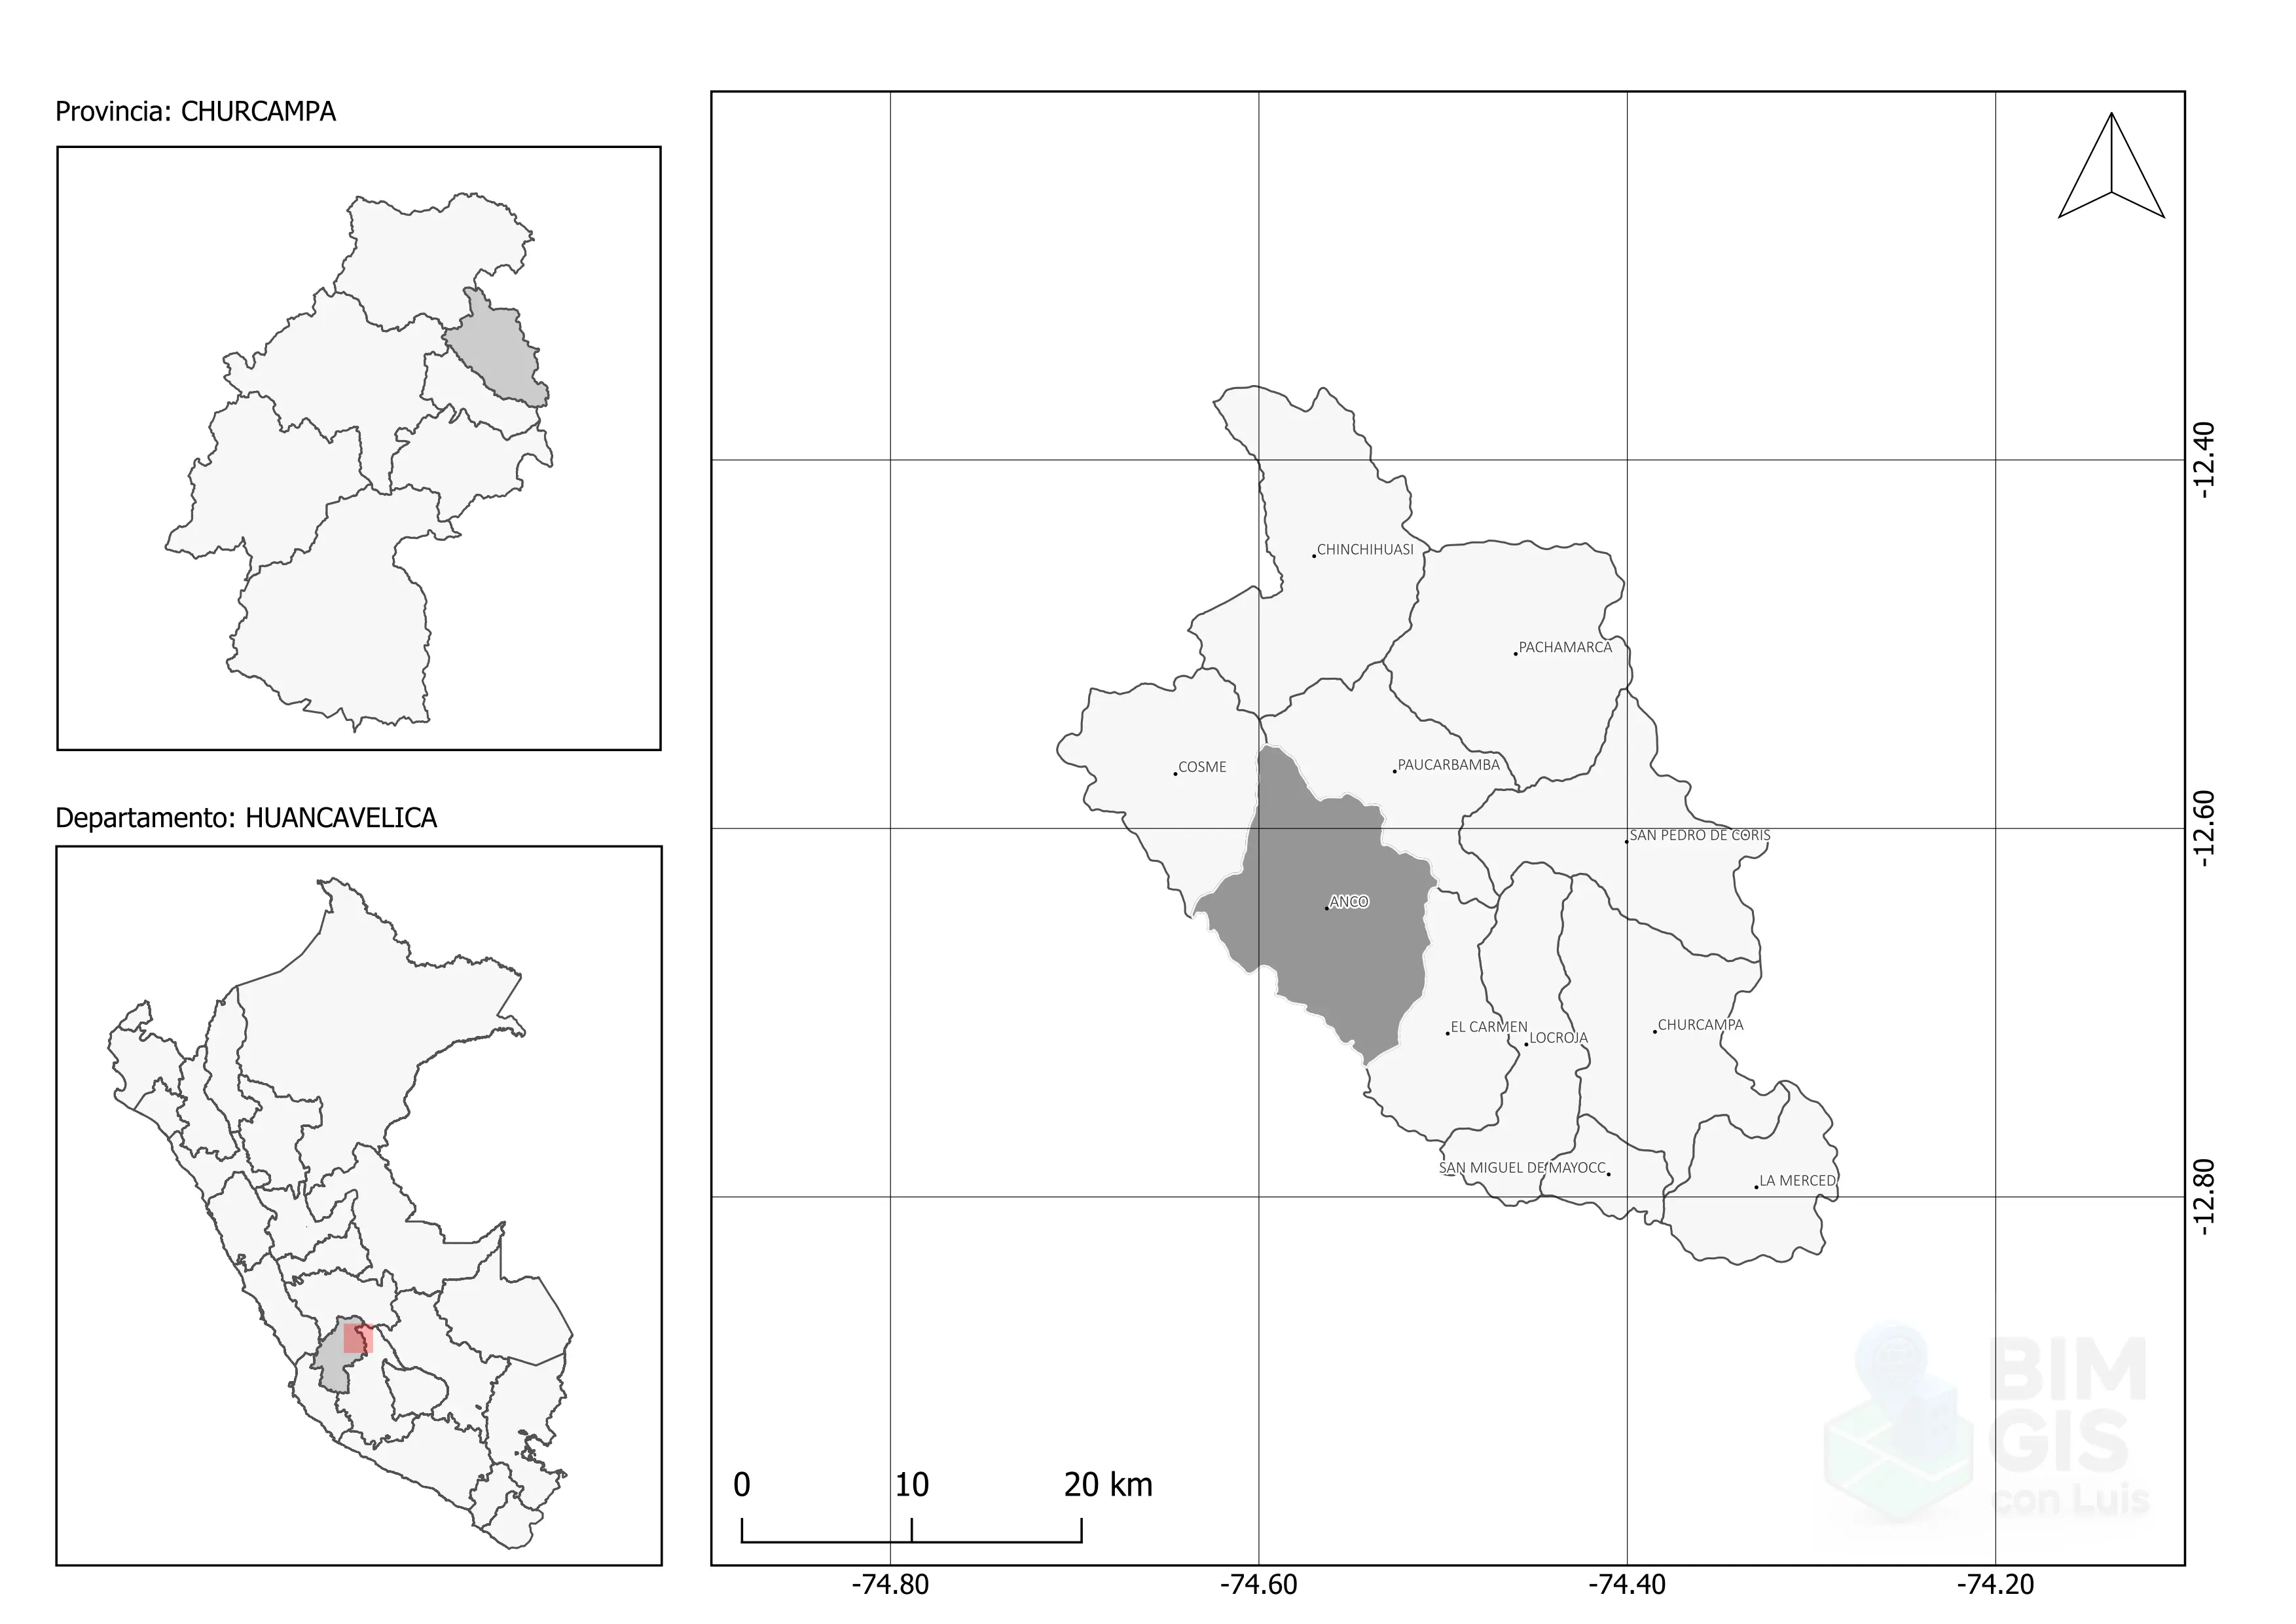 Provincia: CHURCAMPA
Departamento: HUANCAVELICA
CHINCHIHUASI
PACHAMARCA
COSME
PAUCARBAMBA
SAN PEDRO DE CORIS
ANCO
EL CARMEN
LOCROJA
CHURCAMPA
SAN MIGUEL DE MAYOCC
LA MERCED
-12.40
-12.60
-12.80
BIM
GIS
con Luis
0 10 20 km
-74.80 -74.60 -74.40 -74.20